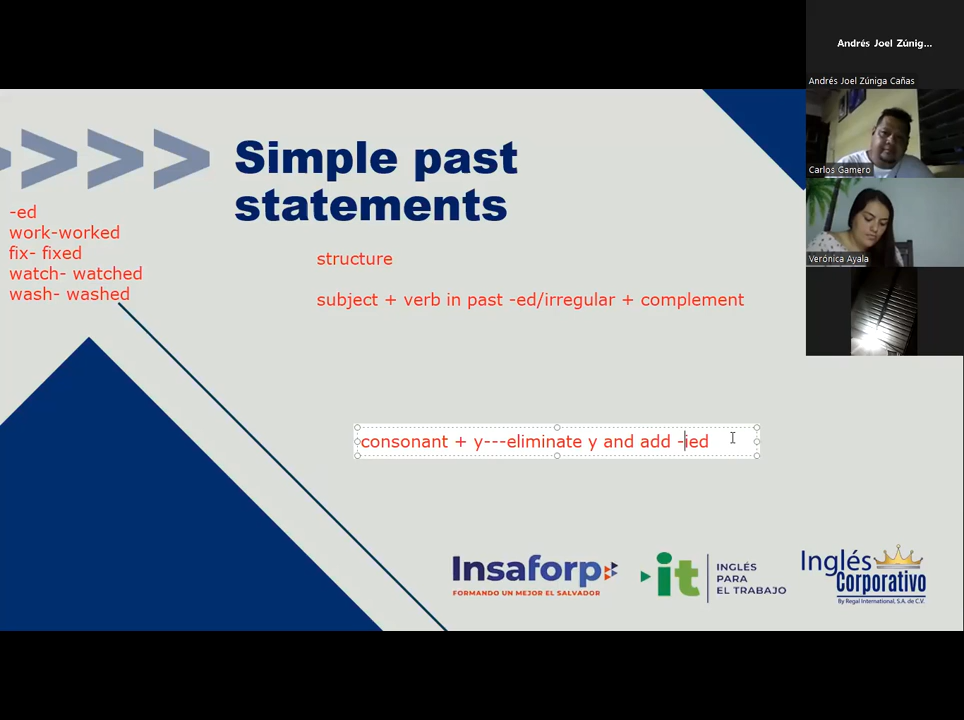 Andrés Joel Zúnig...
Andrés Joel Zúñiga Cañas
Carlos Gamero
Verónica Ayala
Simple past
statements
-ed
work-worked
fix- fixed
watch- watched
wash- washed
structure
subject + verb in past -ed/irregular + complement
consonant + y---eliminate y and add -ied
Insaforp
FORMANDO UN MEJOR EL SALVADOR
it
INGLÉS
PARA
EL TRABAJO
Inglés
Corporativo
By Regal International, S.A. de C.V.